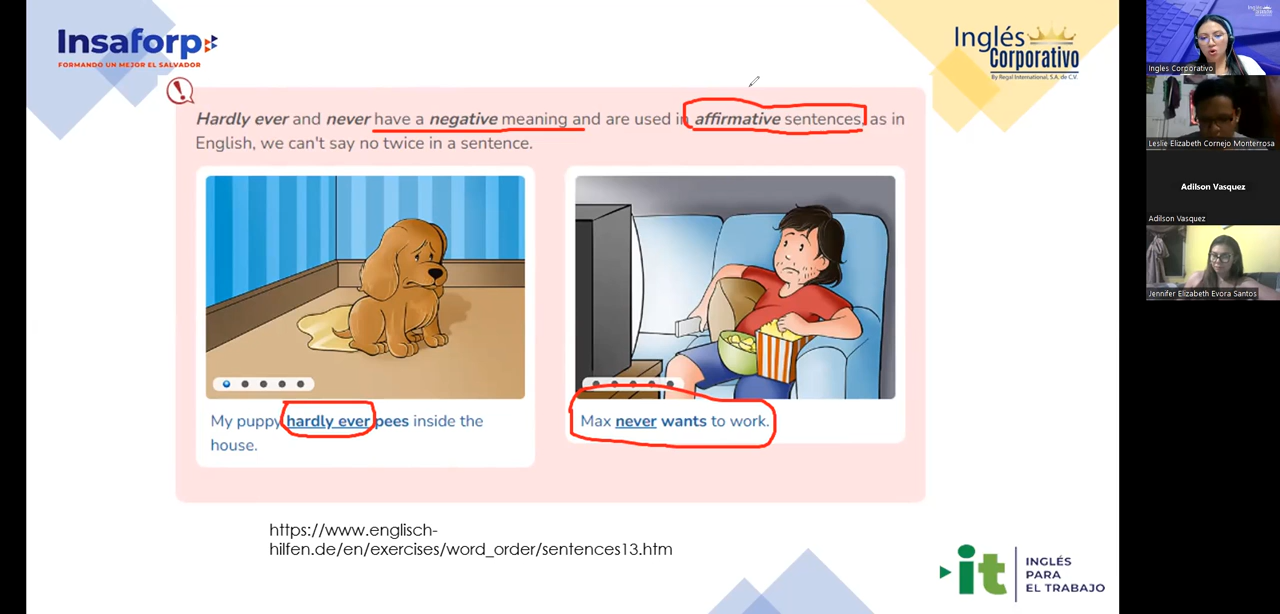 Insaforp
FORMANDO UN MEJOR EL SALVADOR
Inglés
Corporativo
By Regal International, S.A. de C.V.
Hardly ever and never have a negative meaning and are used in affirmative sentences, as in
English, we can't say no twice in a sentence.
My puppy hardly ever pees inside the
house.
Max never wants to work.
https://www.englisch-
hilfen.de/en/exercises/word_order/sentences13.htm
it
INGLÉS
PARA
EL TRABAJO
Ingles Corporativo
Leslie Elizabeth Cornejo Monterrosa
Adilson Vasquez
Adilson Vasquez
Jennifer Elizabeth Evora Santos